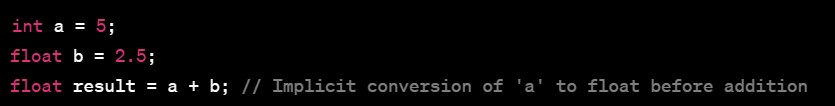 int a = 5;
float b = 2.5;
float result = a + b; // Implicit conversion of 'a' to float before addition